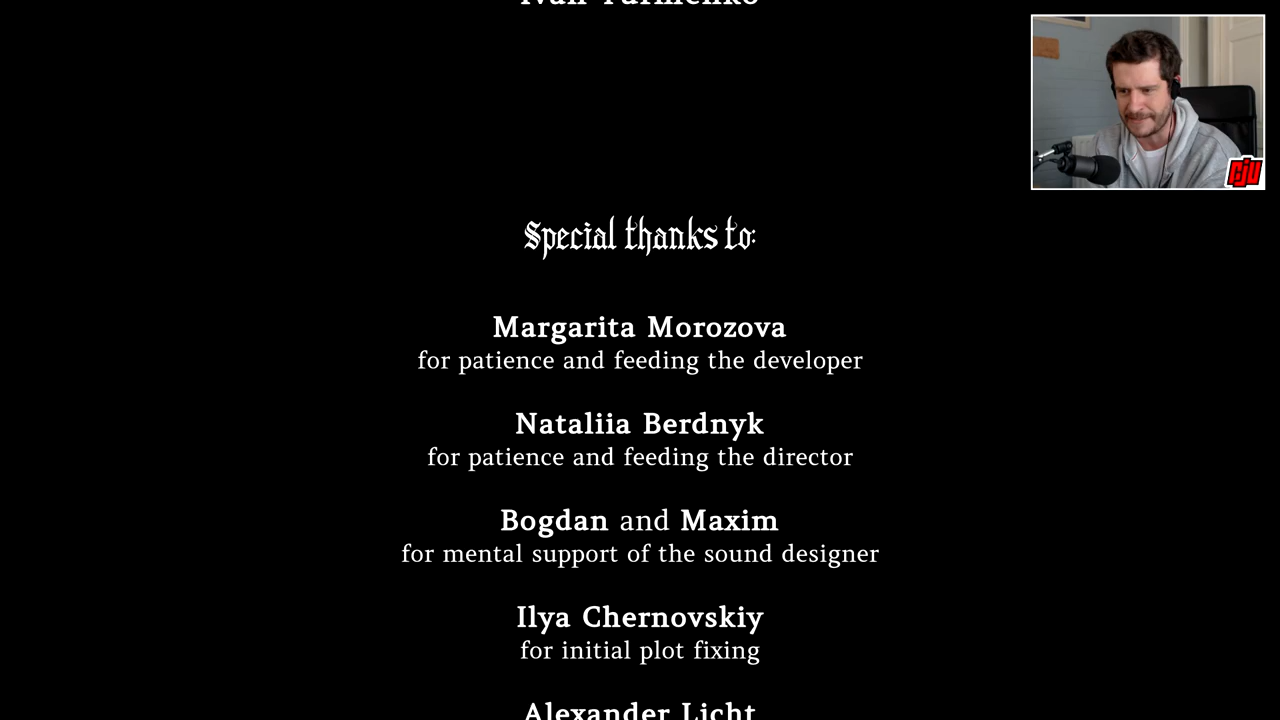 Special thanks to:
Margarita Morozova
for patience and feeding the developer
Nataliia Berdnyk
for patience and feeding the director
Bogdan and Maxim
for mental support of the sound designer
Ilya Chernovskiy
for initial plot fixing
Alexander Licht
rju